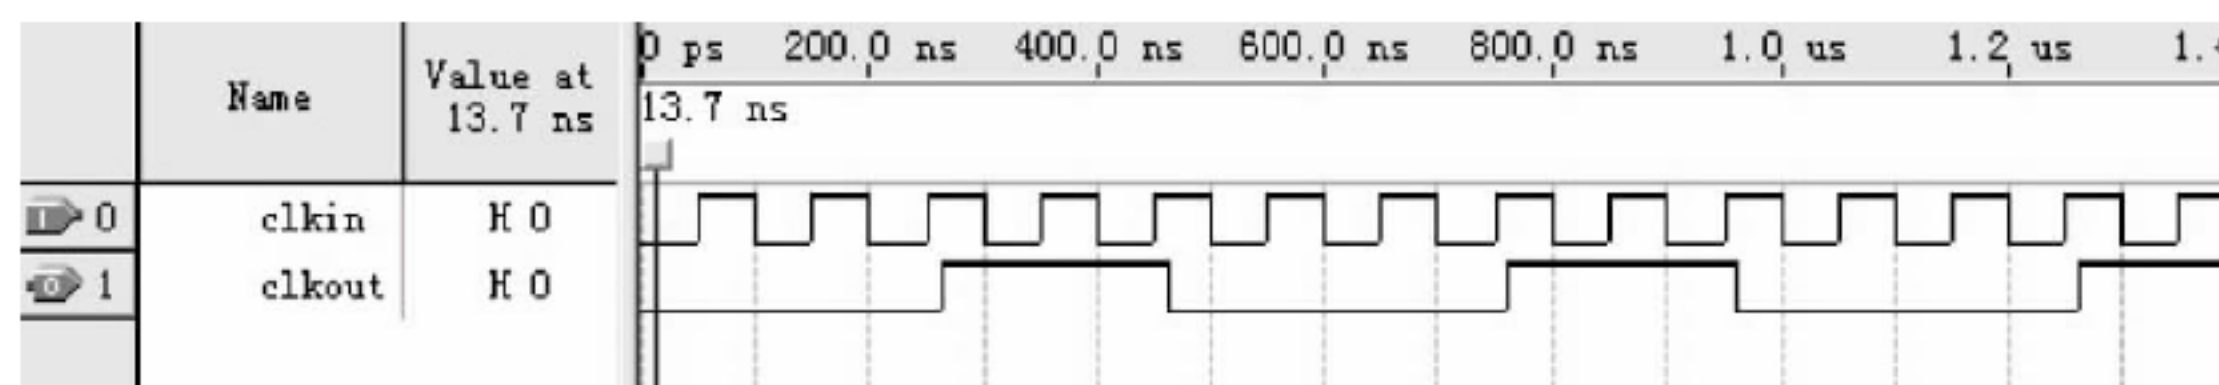 0 ps 200.0 ns 400.0 ns 600.0 ns 800.0 ns 1.0 us 1.2 us
Name
Value at
13.7 ns
13.7 ns
I 0 clkin H 0
O 1 clkout H 0